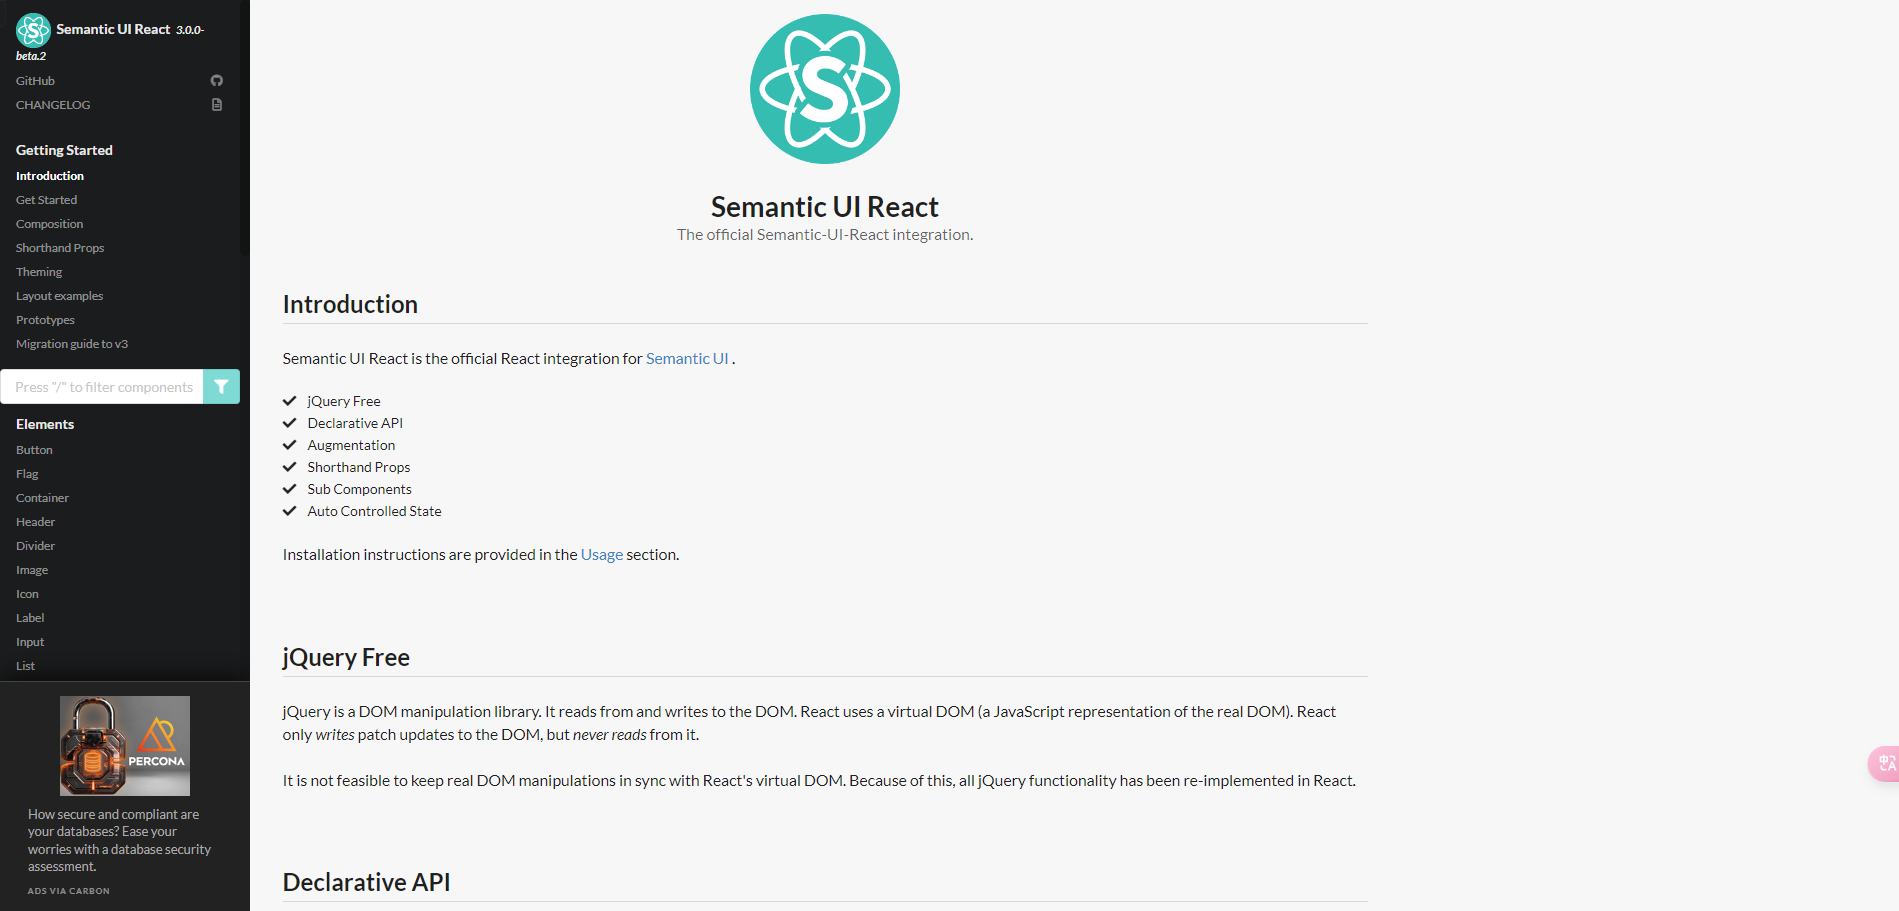 Semantic UI React 3.0.0-
beta.2
GitHub
CHANGELOG
Getting Started
Introduction
Get Started
Composition
Shorthand Props
Theming
Layout examples
Prototypes
Migration guide to v3
Press "/" to filter components
Elements
Button
Flag
Container
Header
Divider
Image
Icon
Label
Input
List
PERCONA
How secure and compliant are
your databases? Ease your
worries with a database security
assessment.
ADS VIA CARBON
S
Semantic UI React
The official Semantic-UI-React integration.
Introduction
Semantic UI React is the official React integration for Semantic UI .
jQuery Free
Declarative API
Augmentation
Shorthand Props
Sub Components
Auto Controlled State
Installation instructions are provided in the Usage section.
jQuery Free
jQuery is a DOM manipulation library. It reads from and writes to the DOM. React uses a virtual DOM (a JavaScript representation of the real DOM). React
only writes patch updates to the DOM, but never reads from it.
It is not feasible to keep real DOM manipulations in sync with React's virtual DOM. Because of this, all jQuery functionality has been re-implemented in React.
Declarative API
中A